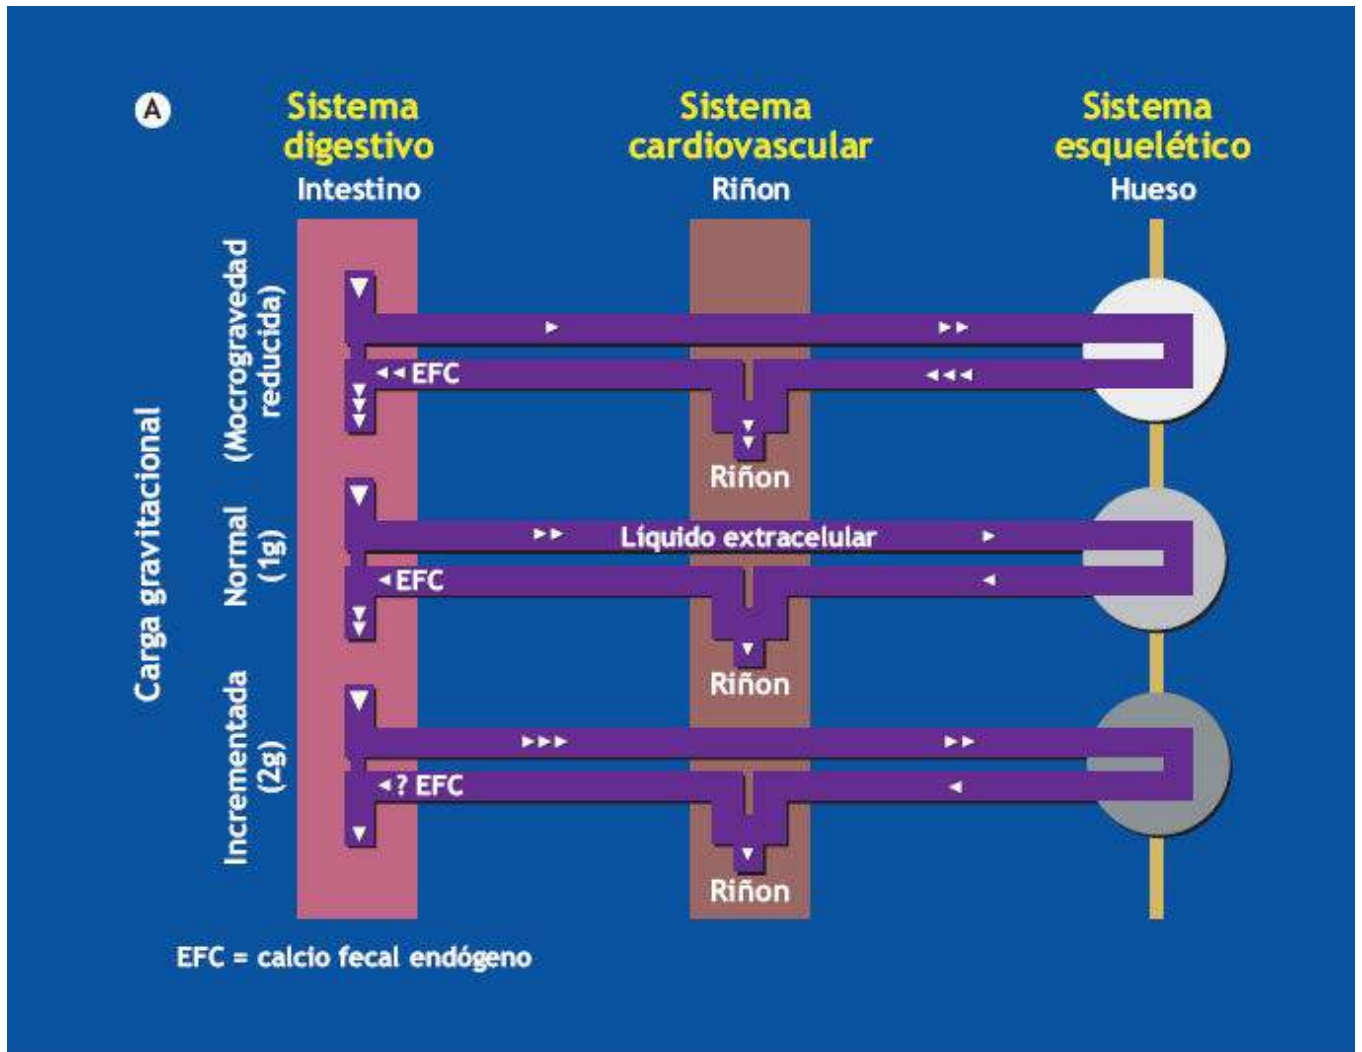 A
Sistema
digestivo
Intestino
Sistema
cardiovascular
Riñon
Sistema
esquelético
Hueso
Carga gravitacional
(Mocrogravedad
reducida)
EFC
Riñon
Normal
(1g)
Líquido extracelular
EFC
Riñon
Incrementada
(2g)
? EFC
Riñon
EFC = calcio fecal endógeno